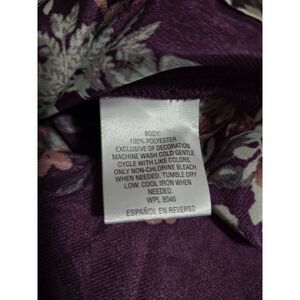 BODY:
100% POLYESTER
EXCLUSIVE OF DECORATION
MACHINE WASH COLD GENTLE
CYCLE WITH LIKE COLORS.
ONLY NON-CHLORINE BLEACH,
WHEN NEEDED. TUMBLE DRY
LOW. COOL IRON WHEN
NEEDED.
WPL 8046
ESPAÑOL EN REVERSO